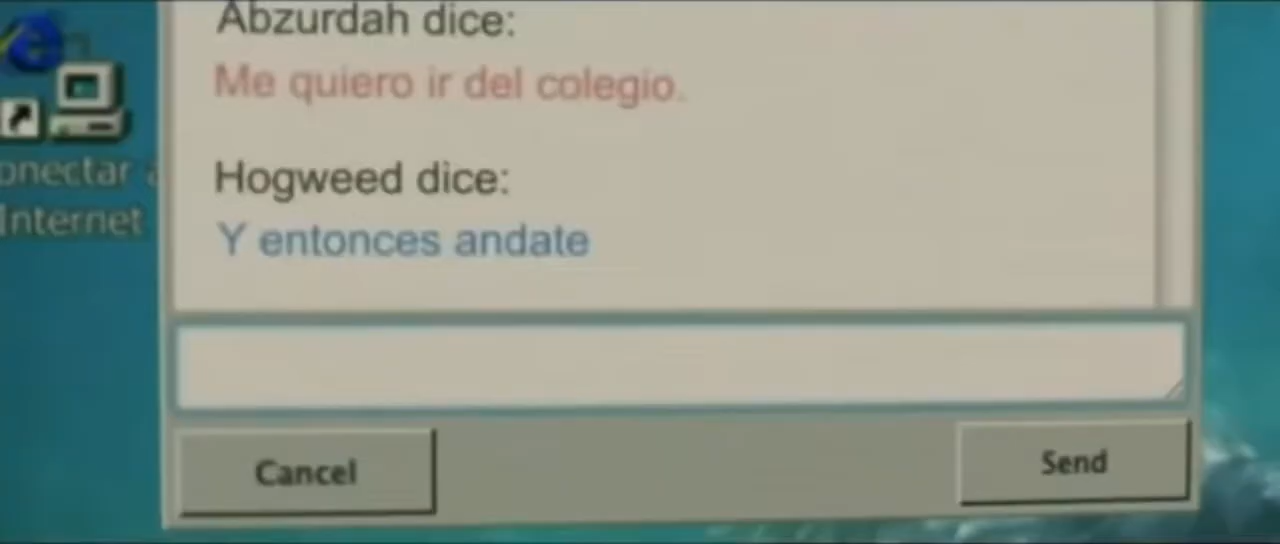 Abzurdah dice:
Me quiero ir del colegio.
Hogweed dice:
Y entonces andate
onectar a
Internet
Cancel
Send